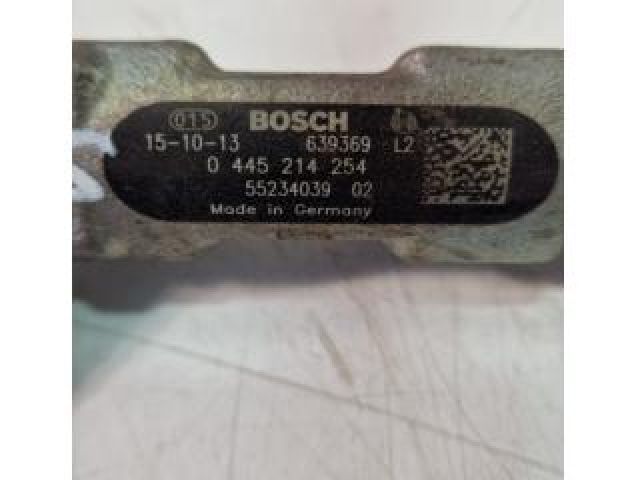 015 BOSCH
15-10-13 639369 L2
0 445 214 254
55234039 02
Made in Germany